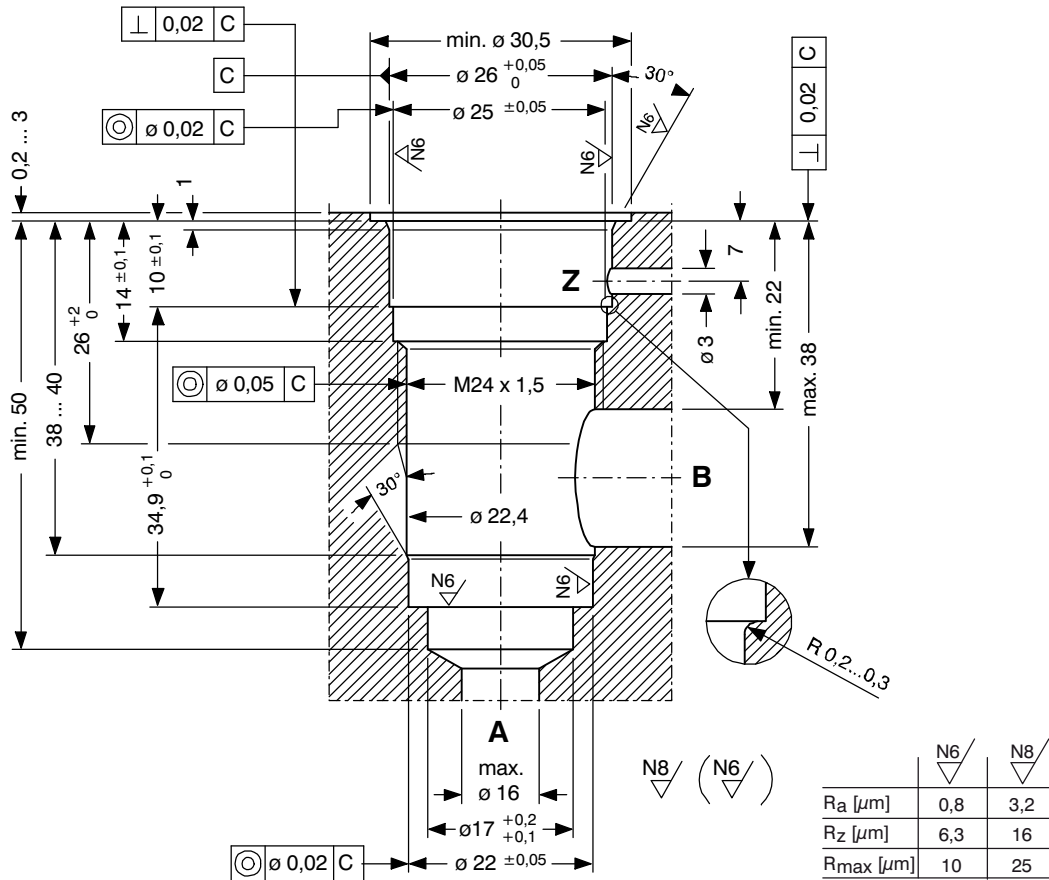 ⊥ 0,02 C
min. ø 30,5
C
ø 26 +0,05 0
30°
◎ ø 0,02 C
ø 25 ±0,05
N6
N6
N6
⊥ 0,02 C
0,2 ... 3
1
min. 50
38 ... 40
26 +2 0
14 ±0,1
10 ±0,1
Z
7
ø 3
min. 22
max. 38
◎ ø 0,05 C
M24 x 1,5
34,9 +0,1 0
30°
ø 22,4
B
N6
N6
R 0,2...0,3
A
max.
ø 16
ø17 +0,2 +0,1
◎ ø 0,02 C
ø 22 ±0,05
N8 (N6)
N6 N8
Ra [µm] 0,8 3,2
Rz [µm] 6,3 16
Rmax [µm] 10 25